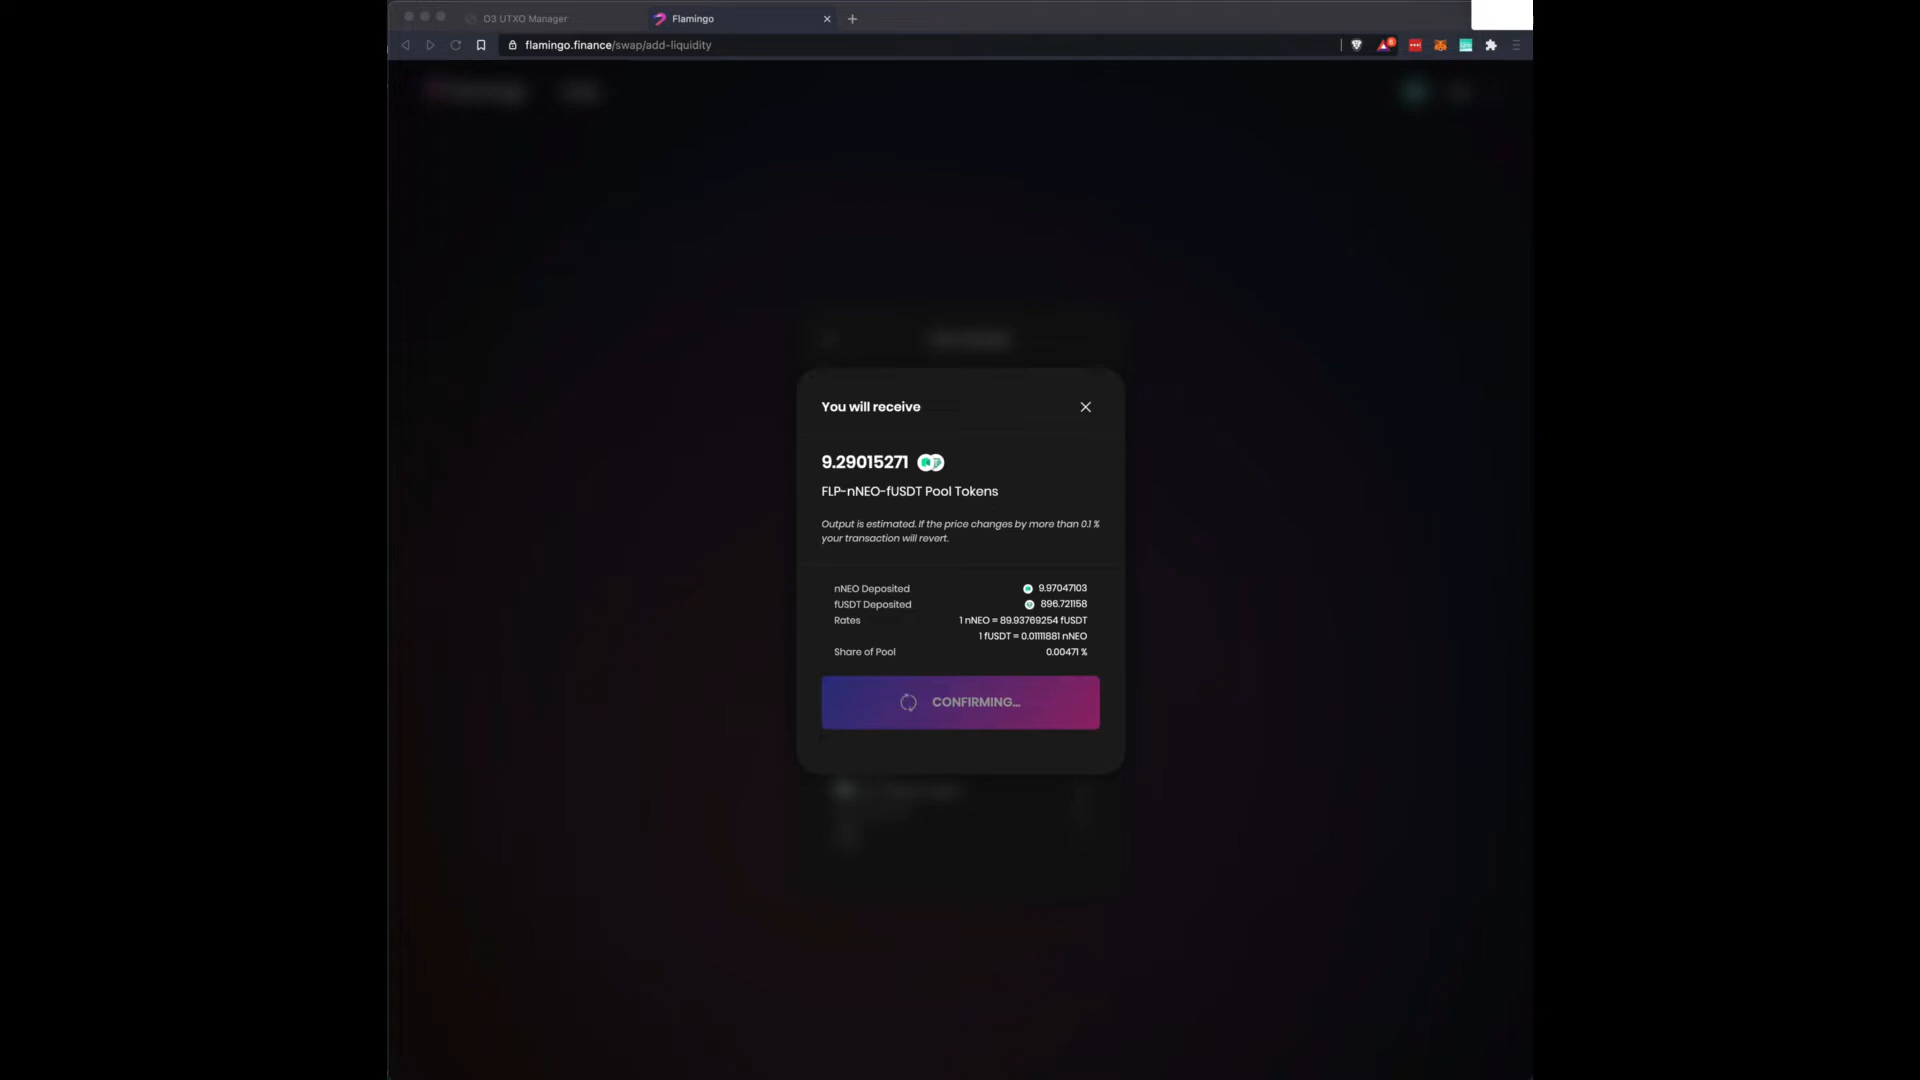 O3 UTXO Manager
Flamingo
flamingo.finance/swap/add-liquidity
6
You will receive
9.29015271
FLP-nNEO-fUSDT Pool Tokens
Output is estimated. If the price changes by more than 0.1 %
your transaction will revert.
nNEO Deposited 9.97047103
fUSDT Deposited 896.721158
Rates 1 nNEO = 89.93769254 fUSDT
1 fUSDT = 0.01111881 nNEO
Share of Pool 0.00471 %
CONFIRMING...